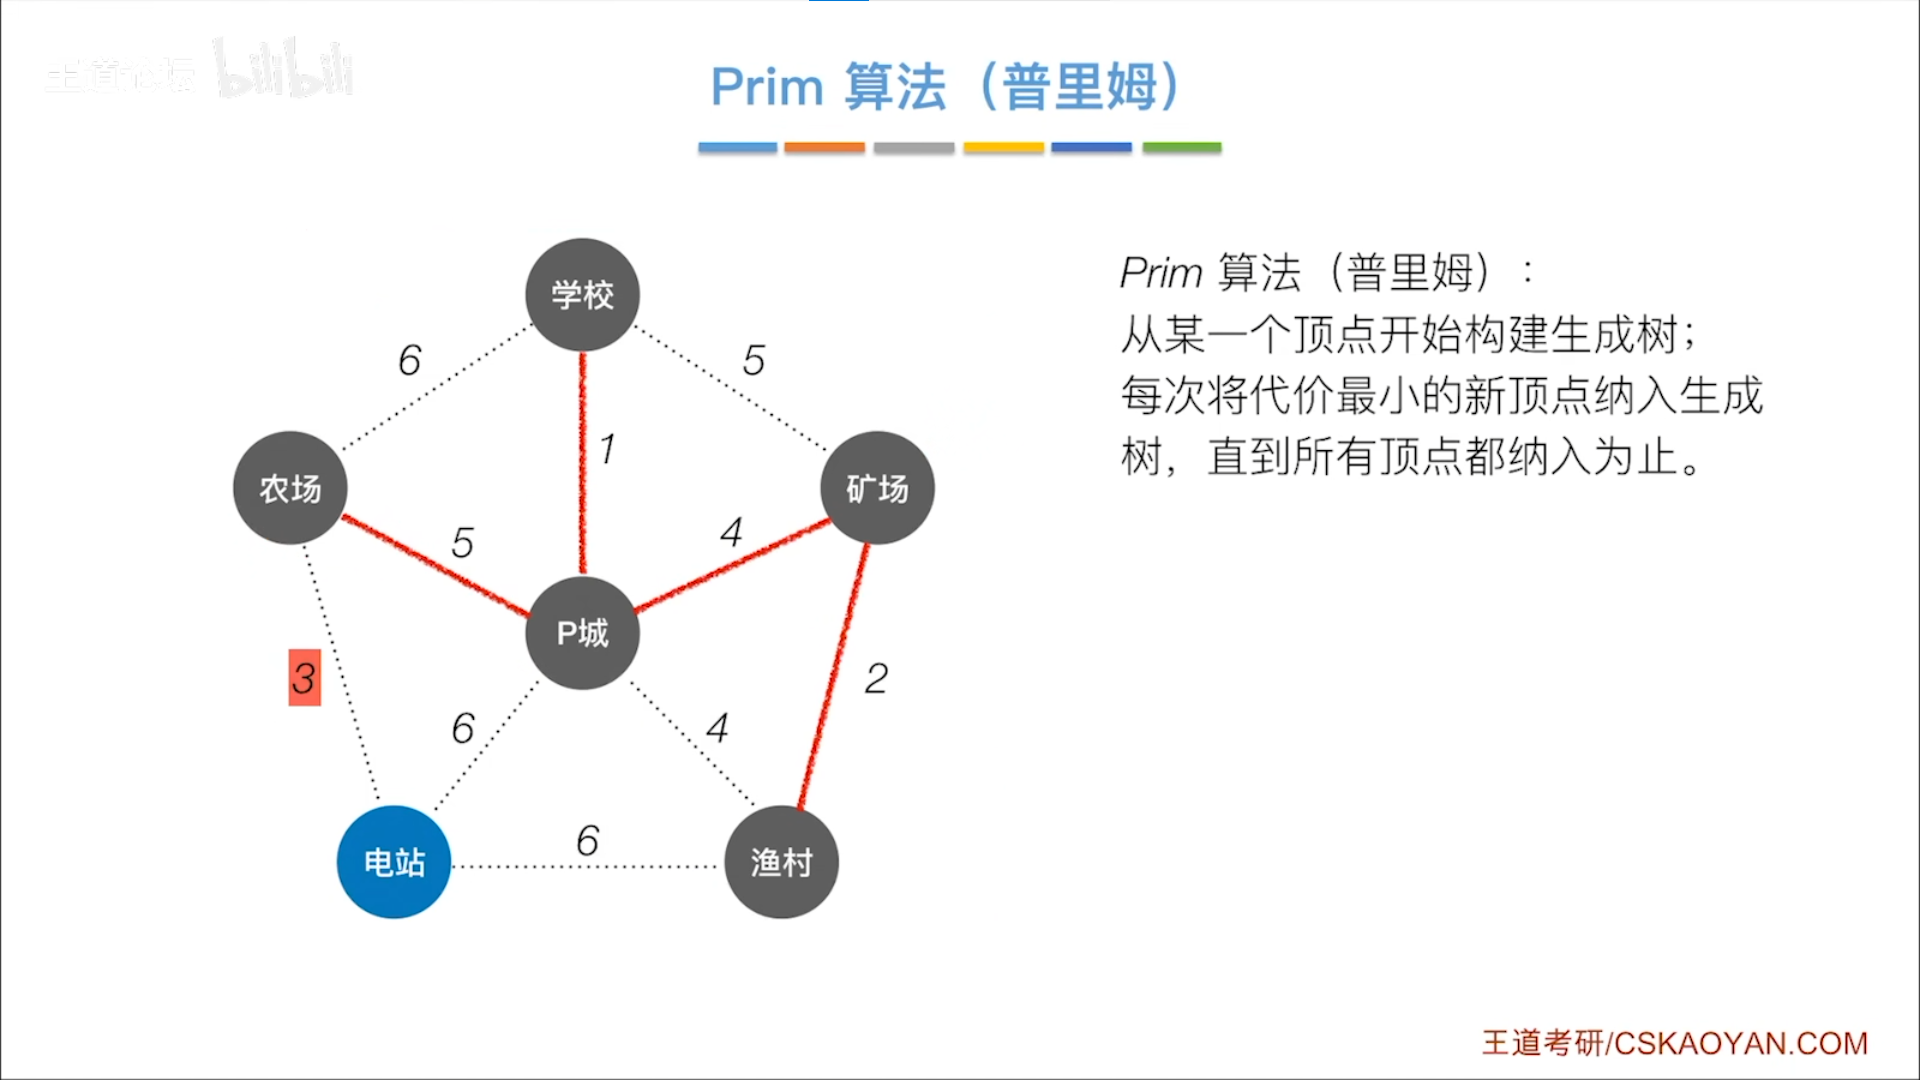 王道论坛 bilibili
Prim 算法（普里姆）
Prim 算法（普里姆）：
从某一个顶点开始构建生成树；
每次将代价最小的新顶点纳入生成
树，直到所有顶点都纳入为止。
学校
6
5
1
农场
矿场
5
4
P城
3
2
6
4
6
电站
渔村
王道考研/CSKAOYAN.COM